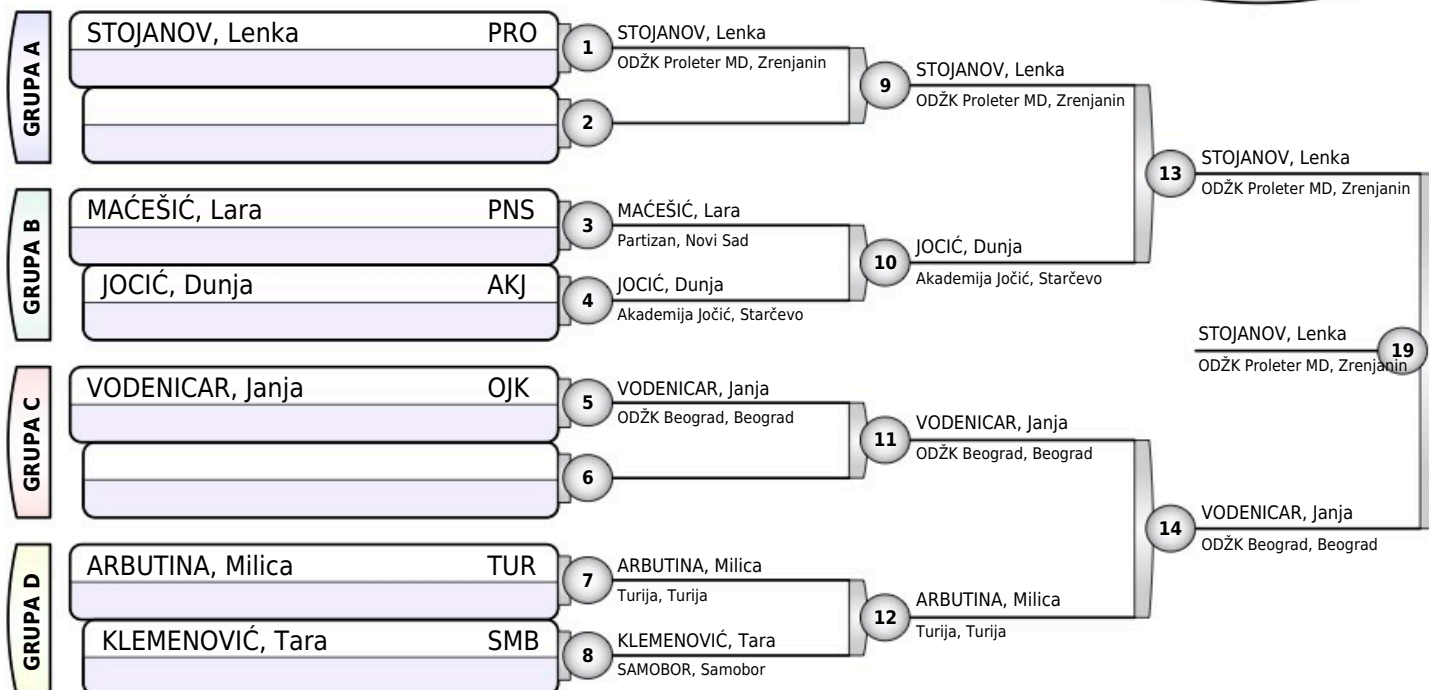 GRUPA A
STOJANOV, Lenka PRO
1
STOJANOV, Lenka
ODŽK Proleter MD, Zrenjanin
2
9
STOJANOV, Lenka
ODŽK Proleter MD, Zrenjanin
GRUPA B
MAĆEŠIĆ, Lara PNS
3
MAĆEŠIĆ, Lara
Partizan, Novi Sad
JOCIĆ, Dunja AKJ
4
JOCIĆ, Dunja
Akademija Jočić, Starčevo
10
JOCIĆ, Dunja
Akademija Jočić, Starčevo
13
STOJANOV, Lenka
ODŽK Proleter MD, Zrenjanin
STOJANOV, Lenka
ODŽK Proleter MD, Zrenjanin
19
GRUPA C
VODENICAR, Janja OJK
5
VODENICAR, Janja
ODŽK Beograd, Beograd
6
11
VODENICAR, Janja
ODŽK Beograd, Beograd
GRUPA D
ARBUTINA, Milica TUR
7
ARBUTINA, Milica
Turija, Turija
KLEMENOVIĆ, Tara SMB
8
KLEMENOVIĆ, Tara
SAMOBOR, Samobor
12
ARBUTINA, Milica
Turija, Turija
14
VODENICAR, Janja
ODŽK Beograd, Beograd